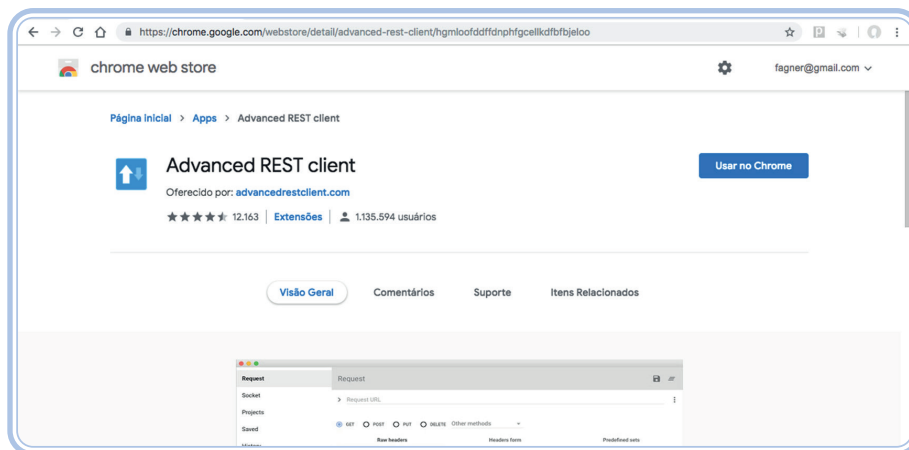 https://chrome.google.com/webstore/detail/advanced-rest-client/hgmloofddffdnphfgcellkdfbfbjeloo
chrome web store
fagner@gmail.com
Página inicial > Apps > Advanced REST client
Advanced REST client
Usar no Chrome
Oferecido por: advancedrestclient.com
12.163 | Extensões | 1.135.594 usuários
Visão Geral Comentários Suporte Itens Relacionados
Request Request
Socket
> Request URL
Projects
Saved
GET POST PUT DELETE Other methods
Raw headers Headers form Predefined sets